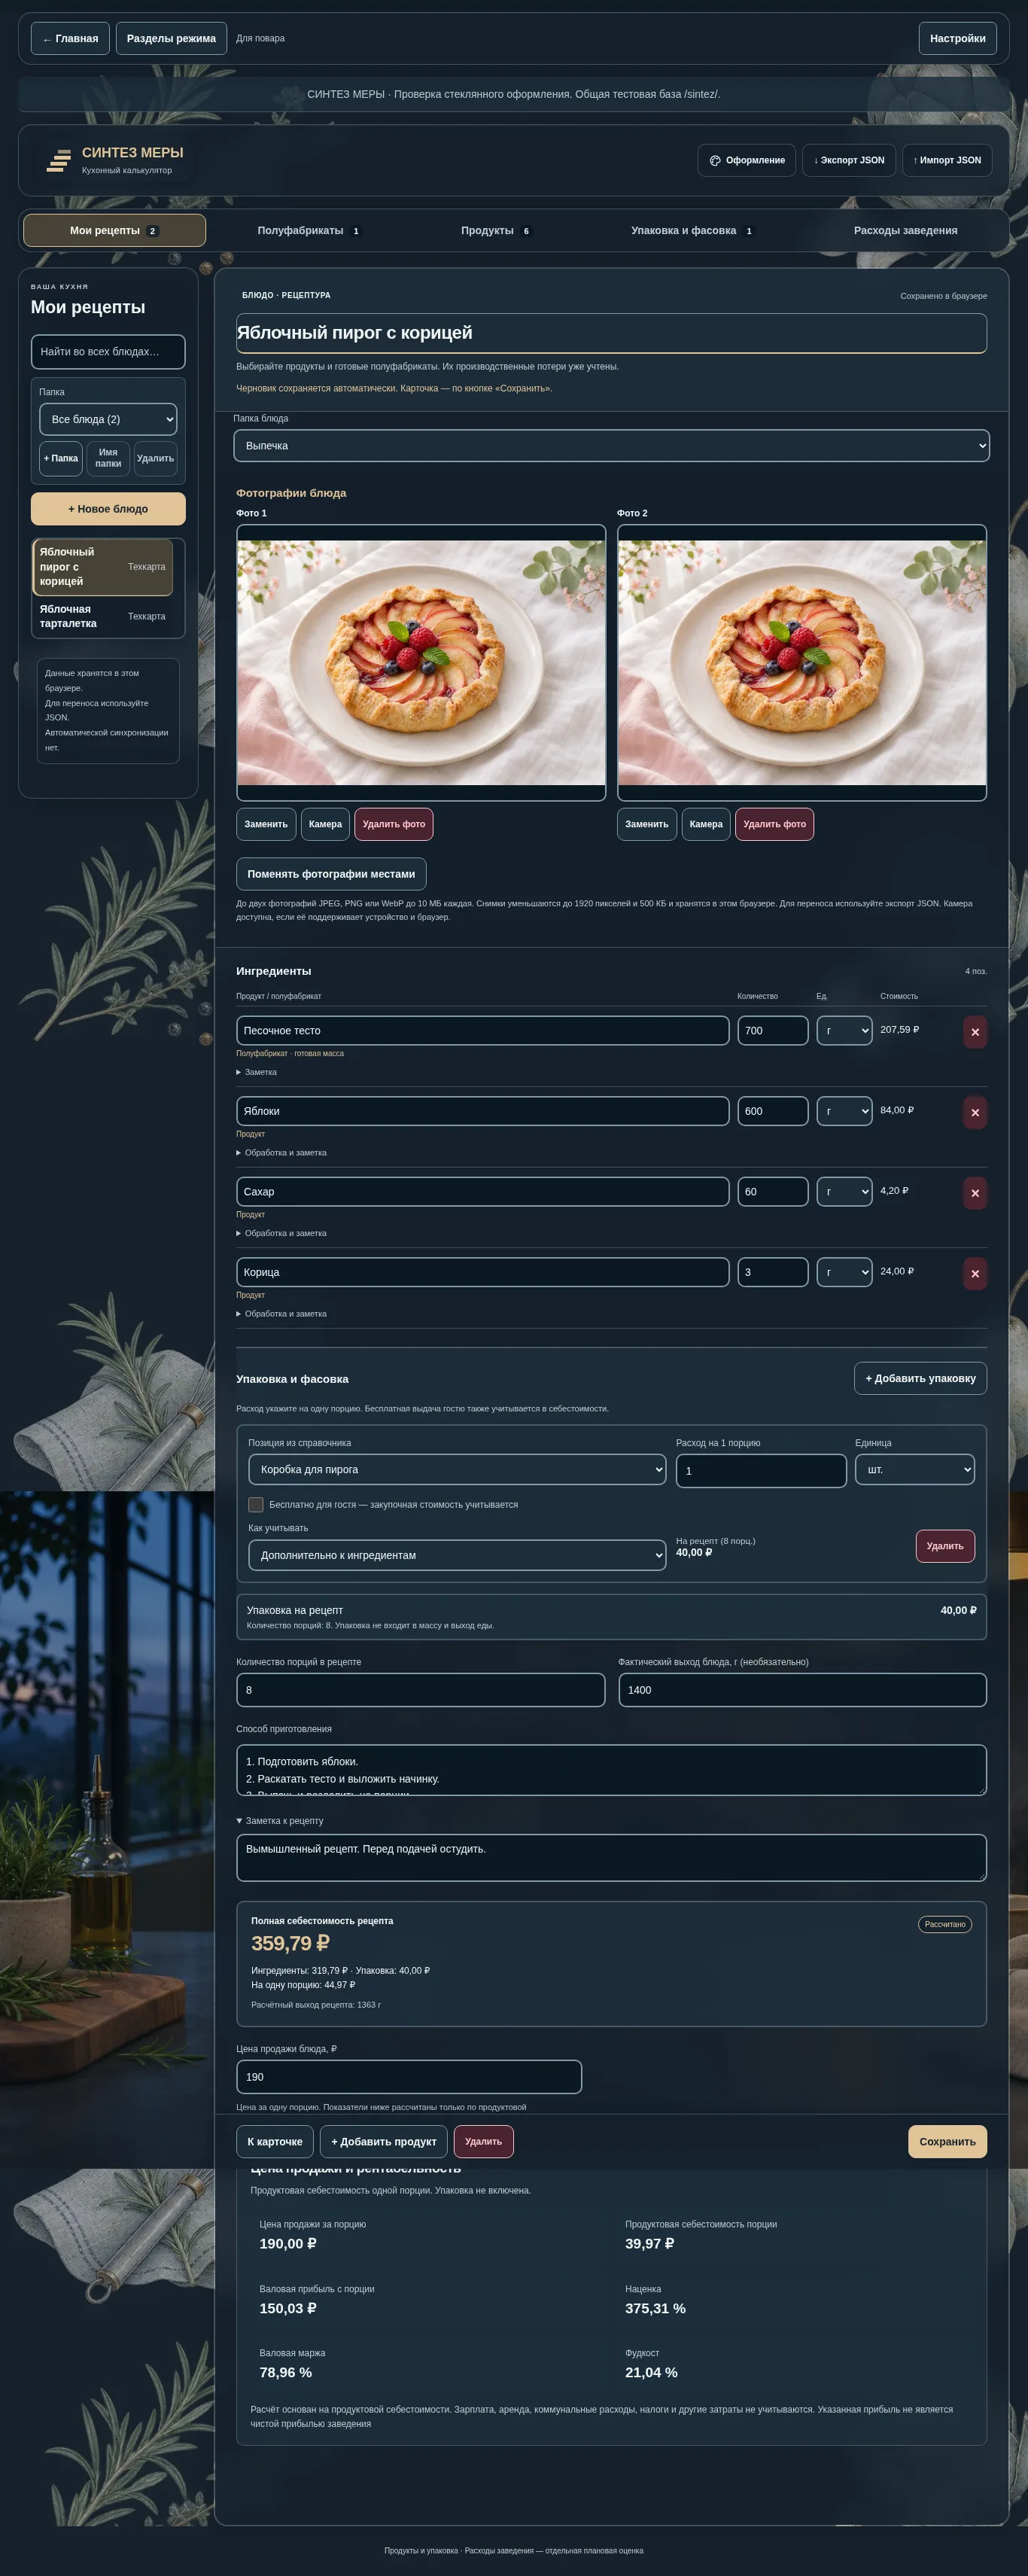 ← Главная
Разделы режима
Для повара
Настройки
СИНТЕЗ МЕРЫ · Проверка стеклянного оформления. Общая тестовая база /sintez/.
СИНТЕЗ МЕРЫ
Кухонный калькулятор
Оформление
↓ Экспорт JSON
↑ Импорт JSON
Мои рецепты 2
Полуфабрикаты 1
Продукты 6
Упаковка и фасовка 1
Расходы заведения
ВАША КУХНЯ
Мои рецепты
Найти во всех блюдах…
Папка
Все блюда (2)
+ Папка
Имя папки
Удалить
+ Новое блюдо
Яблочный пирог с корицей
Техкарта
Яблочная тарталетка
Техкарта
Данные хранятся в этом браузере.
Для переноса используйте JSON.
Автоматической синхронизации нет.
БЛЮДО · РЕЦЕПТУРА
Сохранено в браузере
Яблочный пирог с корицей
Выбирайте продукты и готовые полуфабрикаты. Их производственные потери уже учтены.
Черновик сохраняется автоматически. Карточка — по кнопке «Сохранить».
Папка блюда
Выпечка
Фотографии блюда
Фото 1
Фото 2
Заменить
Камера
Удалить фото
Заменить
Камера
Удалить фото
Поменять фотографии местами
До двух фотографий JPEG, PNG или WebP до 10 МБ каждая. Снимки уменьшаются до 1920 пикселей и 500 КБ и хранятся в этом браузере. Для переноса используйте экспорт JSON. Камера
доступна, если её поддерживает устройство и браузер.
Ингредиенты
4 поз.
Продукт / полуфабрикат
Количество
Ед.
Стоимость
Песочное тесто
700
г
207,59 ₽
×
Полуфабрикат · готовая масса
▶ Заметка
Яблоки
600
г
84,00 ₽
×
Продукт
▶ Обработка и заметка
Сахар
60
г
4,20 ₽
×
Продукт
▶ Обработка и заметка
Корица
3
г
24,00 ₽
×
Продукт
▶ Обработка и заметка
Упаковка и фасовка
+ Добавить упаковку
Расход укажите на одну порцию. Бесплатная выдача гостю также учитывается в себестоимости.
Позиция из справочника
Расход на 1 порцию
Единица
Коробка для пирога
1
шт.
Бесплатно для гостя — закупочная стоимость учитывается
Как учитывать
Дополнительно к ингредиентам
На рецепт (8 порц.)
40,00 ₽
Удалить
Упаковка на рецепт
40,00 ₽
Количество порций: 8. Упаковка не входит в массу и выход еды.
Количество порций в рецепте
Фактический выход блюда, г (необязательно)
8
1400
Способ приготовления
1. Подготовить яблоки.
2. Раскатать тесто и выложить начинку.
▼ Заметка к рецепту
Вымышленный рецепт. Перед подачей остудить.
Полная себестоимость рецепта
Рассчитано
359,79 ₽
Ингредиенты: 319,79 ₽ · Упаковка: 40,00 ₽
На одну порцию: 44,97 ₽
Расчётный выход рецепта: 1363 г
Цена продажи блюда, ₽
190
Цена за одну порцию. Показатели ниже рассчитаны только по продуктовой
К карточке
+ Добавить продукт
Удалить
Сохранить
Цена продажи и рентабельность
Продуктовая себестоимость одной порции. Упаковка не включена.
Цена продажи за порцию
Продуктовая себестоимость порции
190,00 ₽
39,97 ₽
Валовая прибыль с порции
Наценка
150,03 ₽
375,31 %
Валовая маржа
Фудкост
78,96 %
21,04 %
Расчёт основан на продуктовой себестоимости. Зарплата, аренда, коммунальные расходы, налоги и другие затраты не учитываются. Указанная прибыль не является
чистой прибылью заведения
Продукты и упаковка · Расходы заведения — отдельная плановая оценка